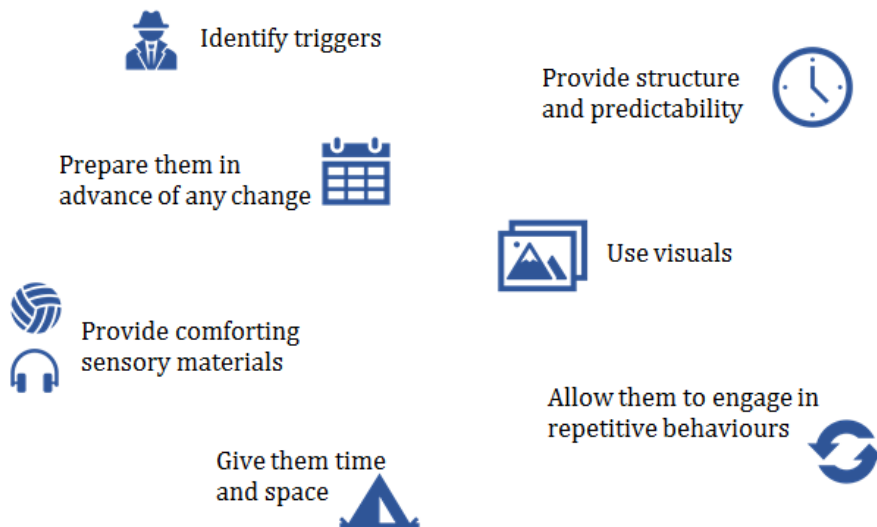 Identify triggers
Provide structure
and predictability
Prepare them in
advance of any change
Use visuals
Provide comforting
sensory materials
Allow them to engage in
repetitive behaviours
Give them time
and space